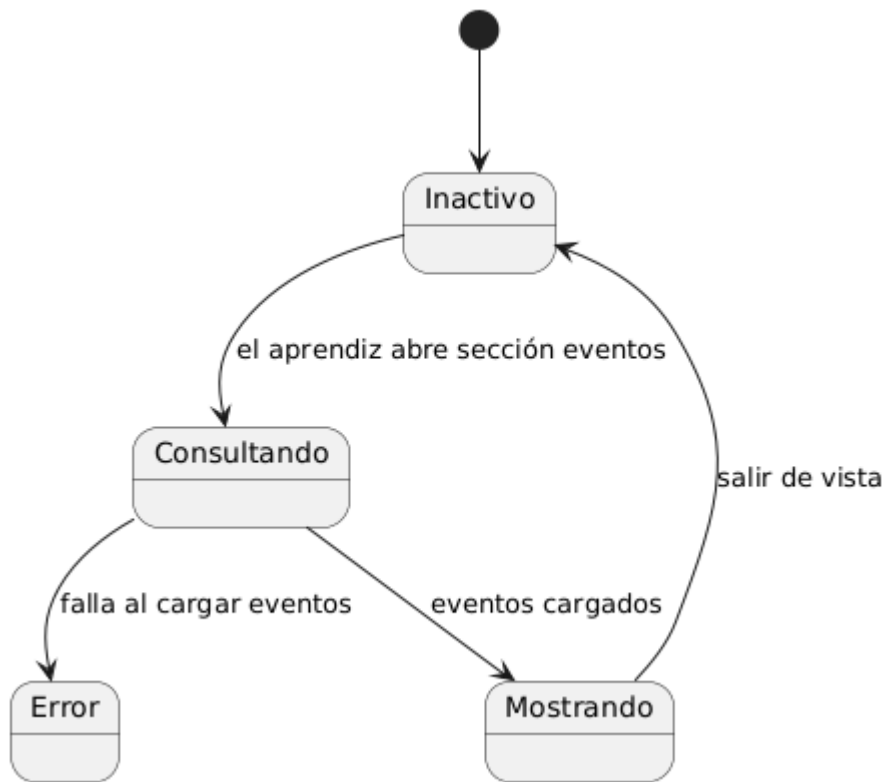 Inactivo
el aprendiz abre sección eventos
Consultando
salir de vista
falla al cargar eventos
eventos cargados
Error
Mostrando